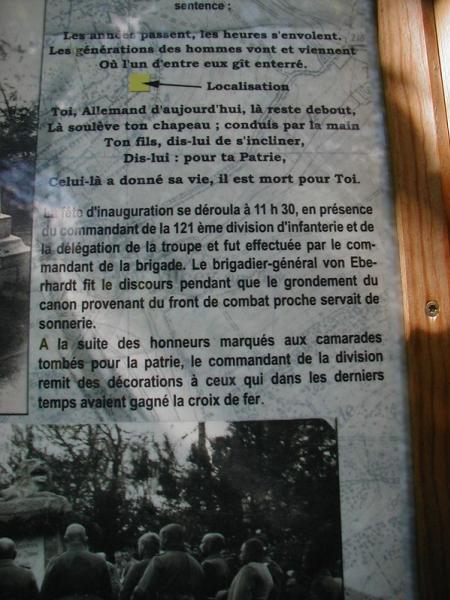 sentence :
Les années passent, les heures s'envolent.
Les générations des hommes vont et viennent
Où l'un d'entre eux gît enterré.
Localisation
Toi, Allemand d'aujourd'hui, là reste debout,
Là soulève ton chapeau ; conduis par la main
Ton fils, dis-lui de s'incliner,
Dis-lui : pour ta Patrie,
Celui-là a donné sa vie, il est mort pour Toi.
La fête d'inauguration se déroula à 11 h 30, en présence
du commandant de la 121 ème division d'infanterie et de
la délégation de la troupe et fut effectuée par le com-
mandant de la brigade. Le brigadier-général von Ebe-
rhardt fit le discours pendant que le grondement du
canon provenant du front de combat proche servait de
sonnerie.
A la suite des honneurs marqués aux camarades
tombés pour la patrie, le commandant de la division
remit des décorations à ceux qui dans les derniers
temps avaient gagné la croix de fer.